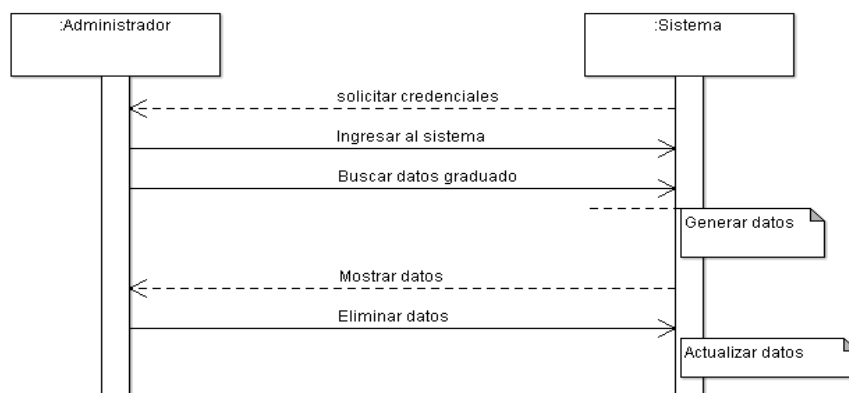 :Administrador
:Sistema
solicitar credenciales
Ingresar al sistema
Buscar datos graduado
Generar datos
Mostrar datos
Eliminar datos
Actualizar datos